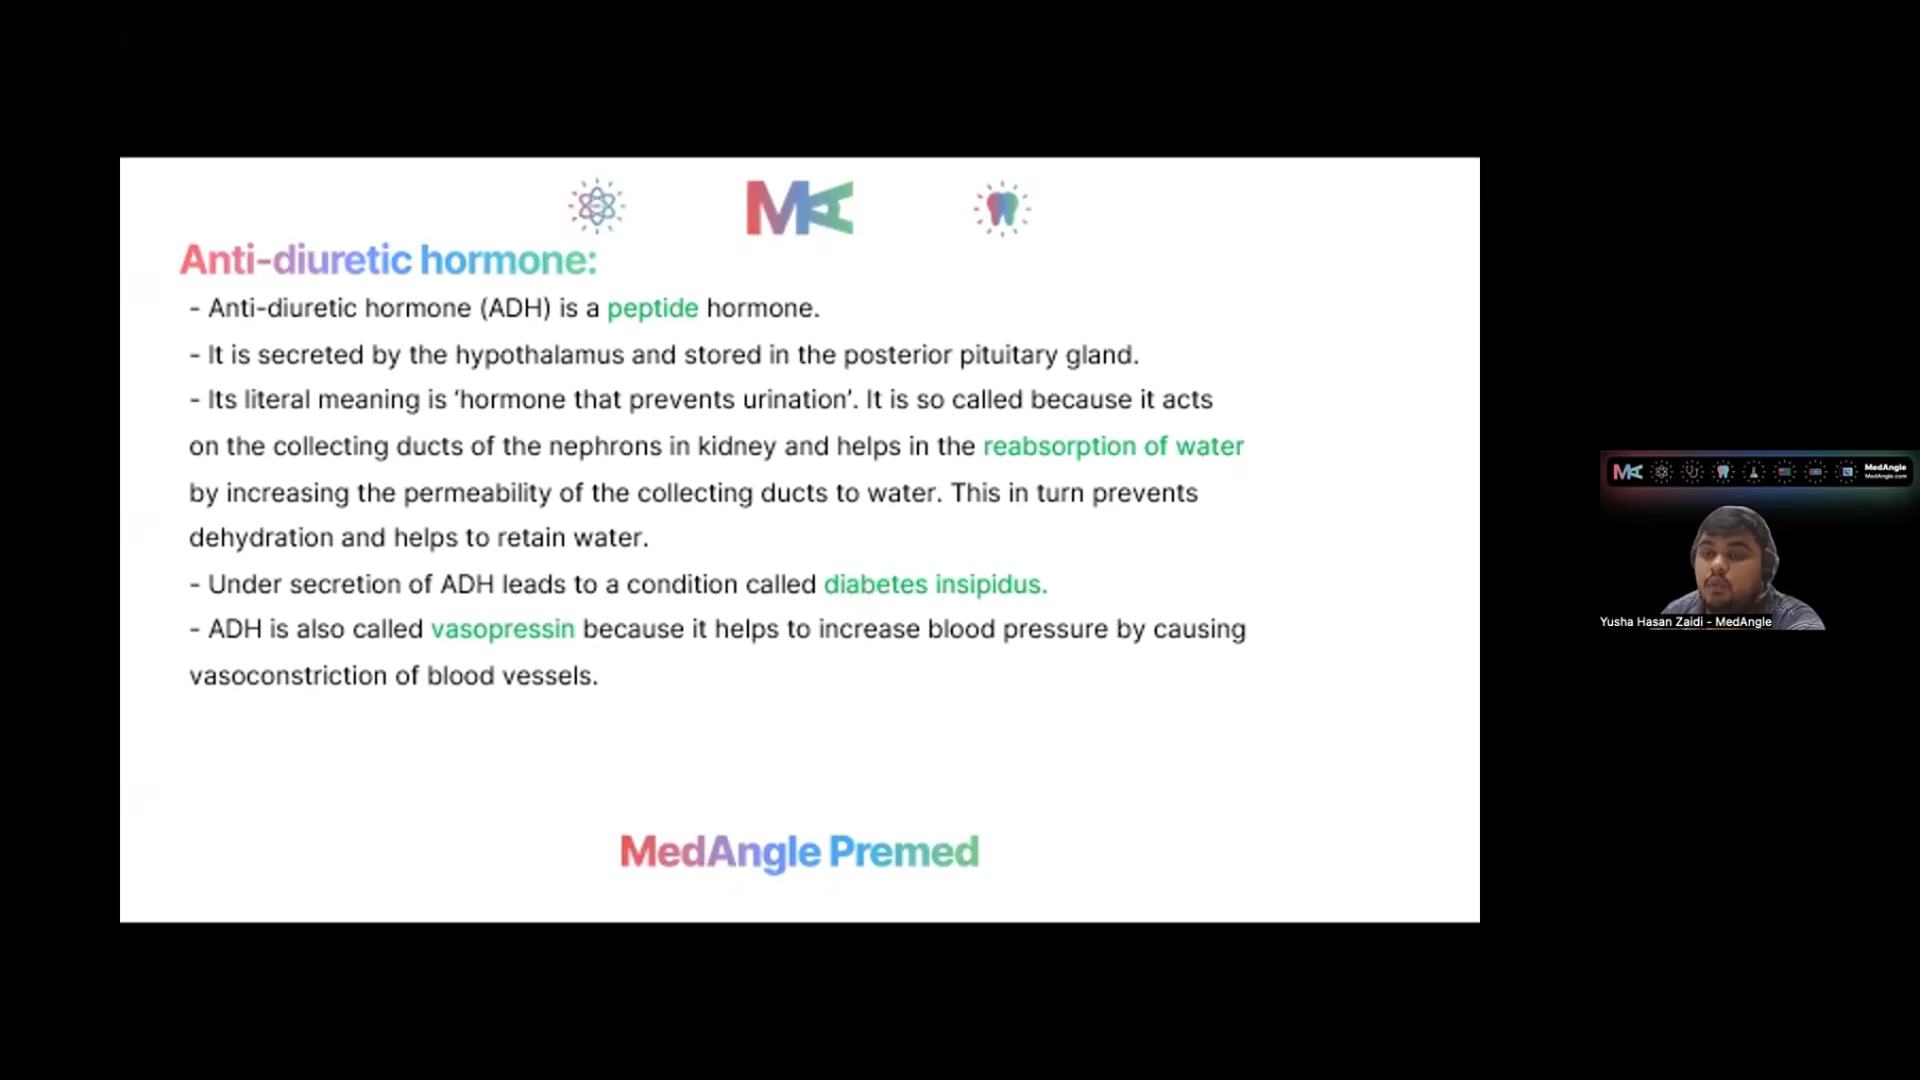 MA
Anti-diuretic hormone:
- Anti-diuretic hormone (ADH) is a peptide hormone.
- It is secreted by the hypothalamus and stored in the posterior pituitary gland.
- Its literal meaning is ‘hormone that prevents urination’. It is so called because it acts
on the collecting ducts of the nephrons in kidney and helps in the reabsorption of water
by increasing the permeability of the collecting ducts to water. This in turn prevents
dehydration and helps to retain water.
- Under secretion of ADH leads to a condition called diabetes insipidus.
- ADH is also called vasopressin because it helps to increase blood pressure by causing
vasoconstriction of blood vessels.
MedAngle Premed
MA
MedAngle
MedAngle.com
Yusha Hasan Zaidi - MedAngle